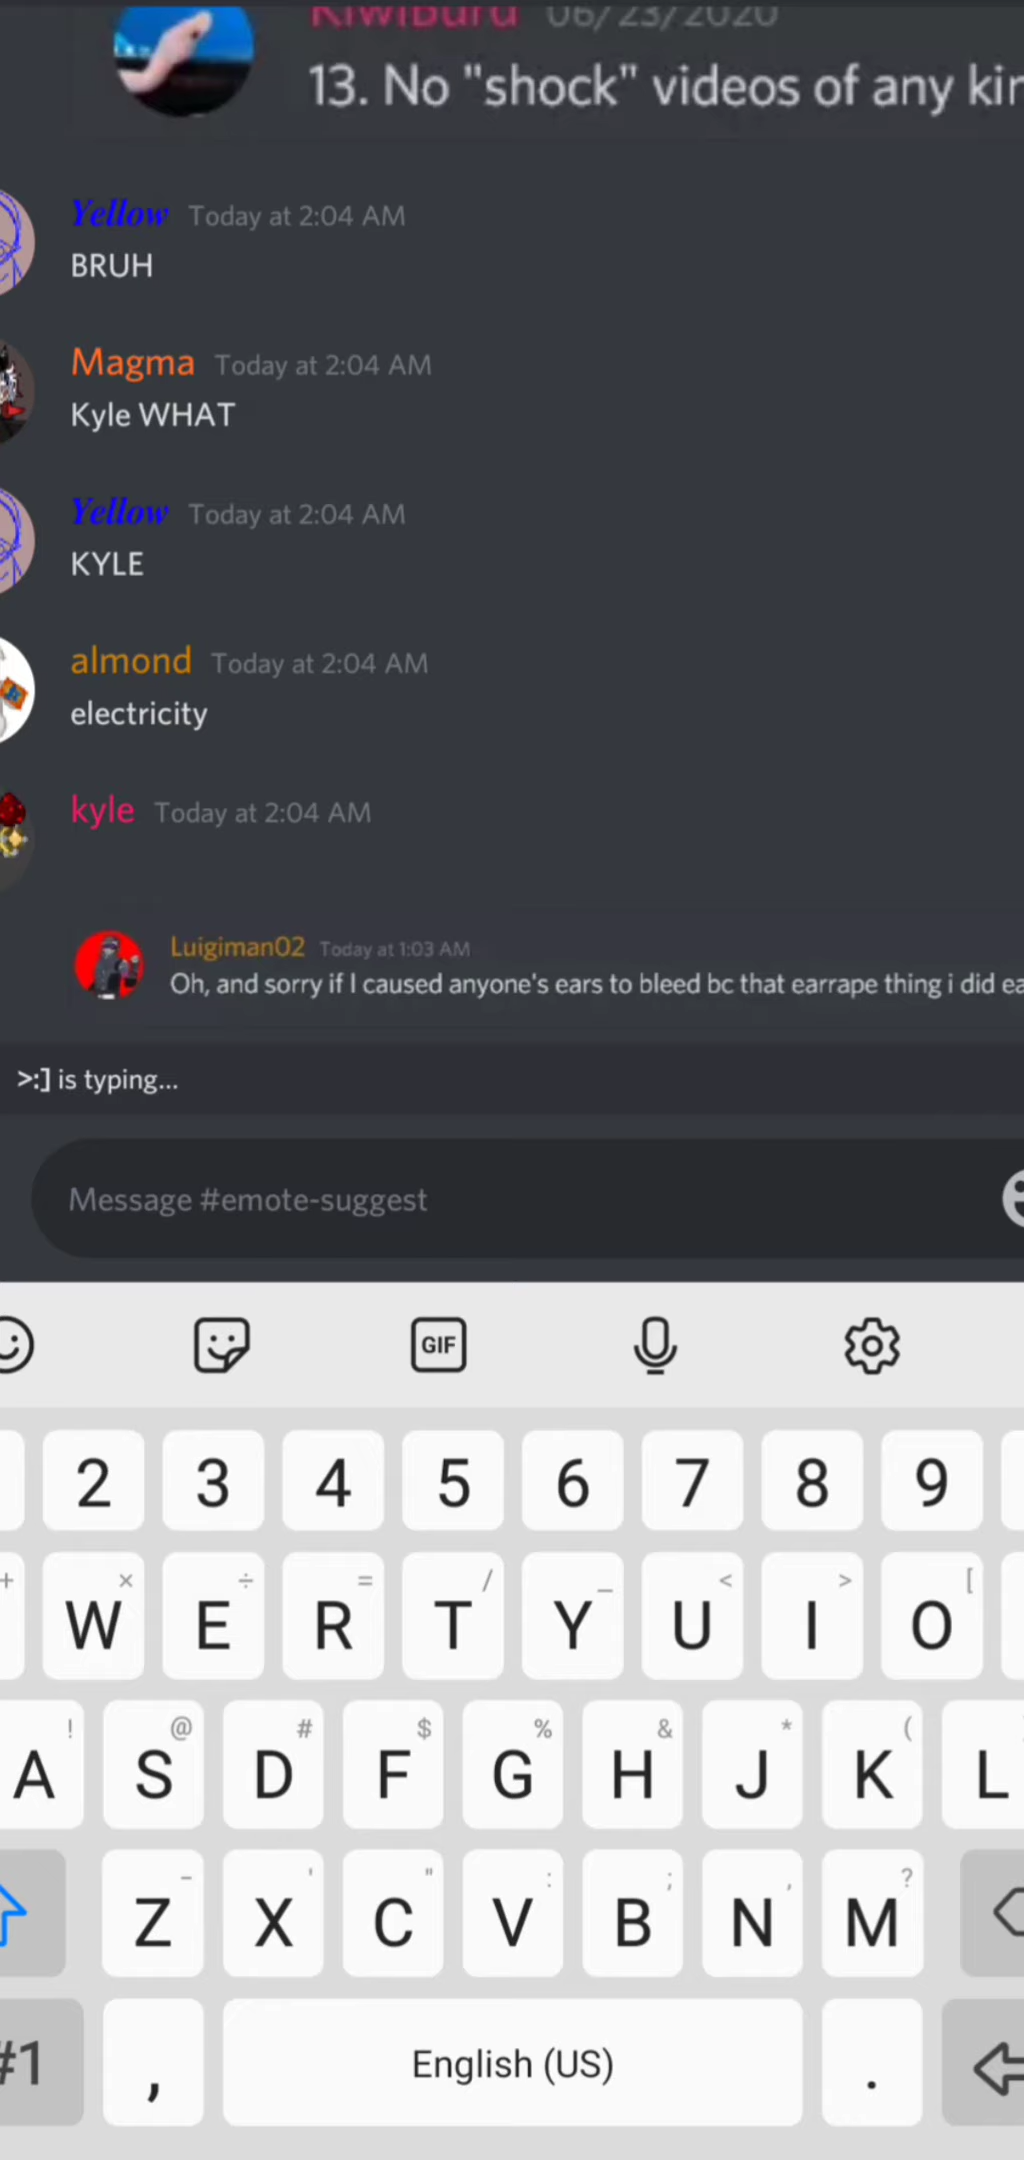 KiwiBurd 06/23/2020
13. No "shock" videos of any
Yellow Today at 2:04 AM
BRUH
Magma Today at 2:04 AM
Kyle WHAT
Yellow Today at 2:04 AM
KYLE
almond Today at 2:04 AM
electricity
kyle Today at 2:04 AM
Luigiman02 Today at 1:03 AM
Oh, and sorry if I caused anyone's ears to bleed bc that earrape thing i did
>:] is typing...
Message #emote-suggest
GIF
2 3 4 5 6 7 8 9
+ × ÷ = / _ < > [
W E R T Y U I O
! @ # $ % & * (
A S D F G H J K L
- ' " : ; , ?
Z X C V B N M
#1 , English (US) .